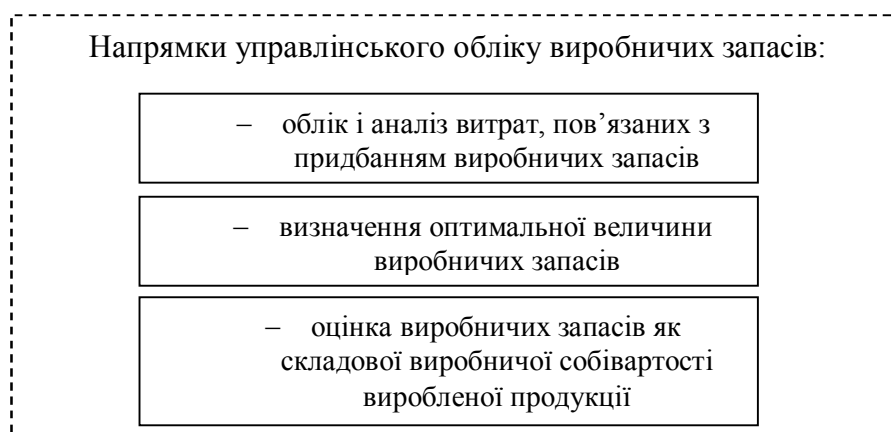 Напрямки управлінського обліку виробничих запасів:
– облік і аналіз витрат, пов’язаних з
придбанням виробничих запасів
– визначення оптимальної величини
виробничих запасів
– оцінка виробничих запасів як
складової виробничої собівартості
виробленої продукції